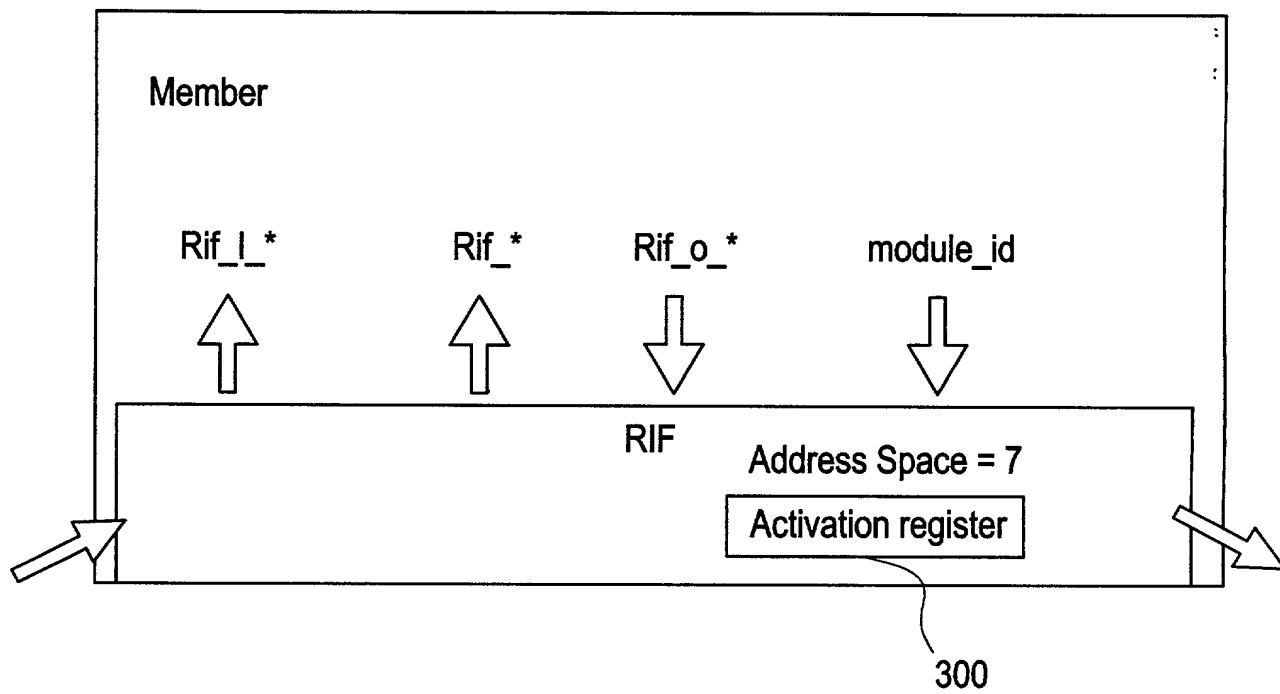 Member
Rif_I_* Rif_* Rif_o_* module_id
RIF
Address Space = 7
Activation register
300